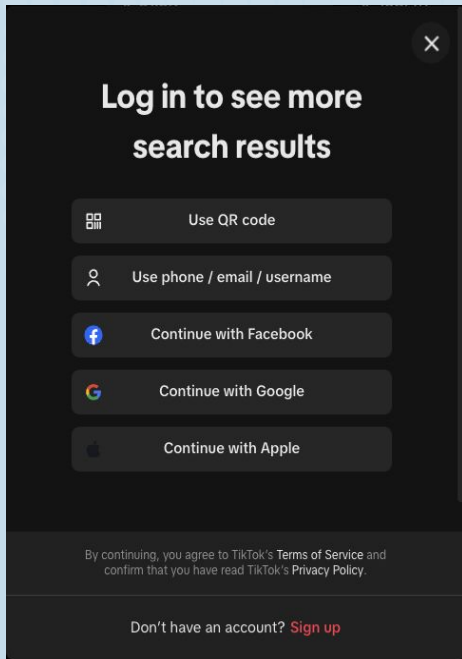 Log in to see more
search results
Use QR code
Use phone / email / username
Continue with Facebook
Continue with Google
Continue with Apple
By continuing, you agree to TikTok's Terms of Service and
confirm that you have read TikTok's Privacy Policy.
Don't have an account? Sign up